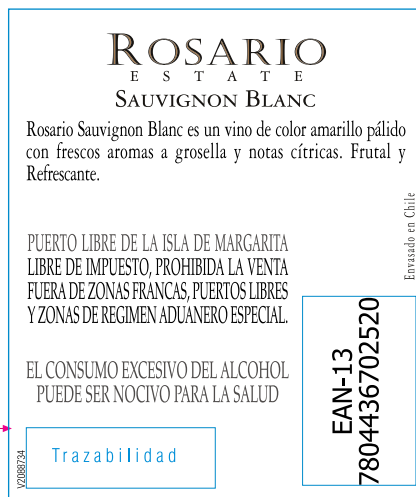 ROSARIO
ESTATE
SAUVIGNON BLANC
Rosario Sauvignon Blanc es un vino de color amarillo pálido
con frescos aromas a grosella y notas cítricas. Frutal y
Refrescante.
Envasado en Chile
PUERTO LIBRE DE LA ISLA DE MARGARITA
LIBRE DE IMPUESTO, PROHIBIDA LA VENTA
FUERA DE ZONAS FRANCAS, PUERTOS LIBRES
Y ZONAS DE REGIMEN ADUANERO ESPECIAL.
EL CONSUMO EXCESIVO DEL ALCOHOL
PUEDE SER NOCIVO PARA LA SALUD
EAN-13
7804436702520
V2088734
Trazabilidad